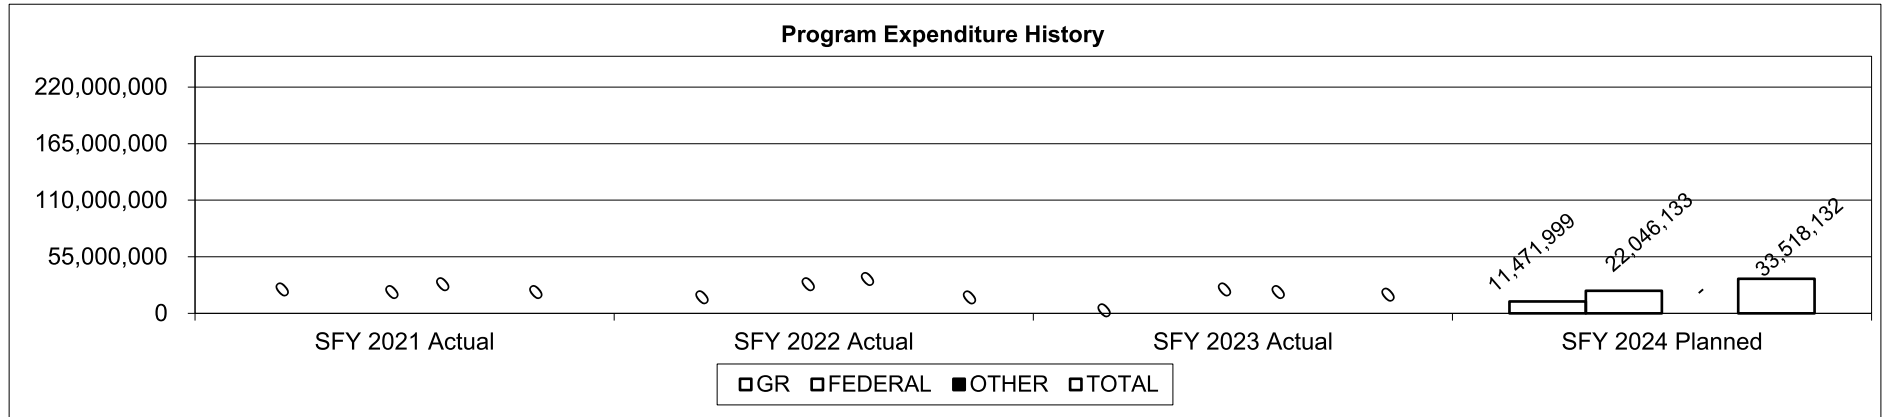 Program Expenditure History
220,000,000
165,000,000
110,000,000
55,000,000
0
0 0 0 0 0 0 0 0 0 0 0 0 11,471,999 22,046,133 - 33,518,132
SFY 2021 Actual SFY 2022 Actual SFY 2023 Actual SFY 2024 Planned
GR FEDERAL OTHER TOTAL